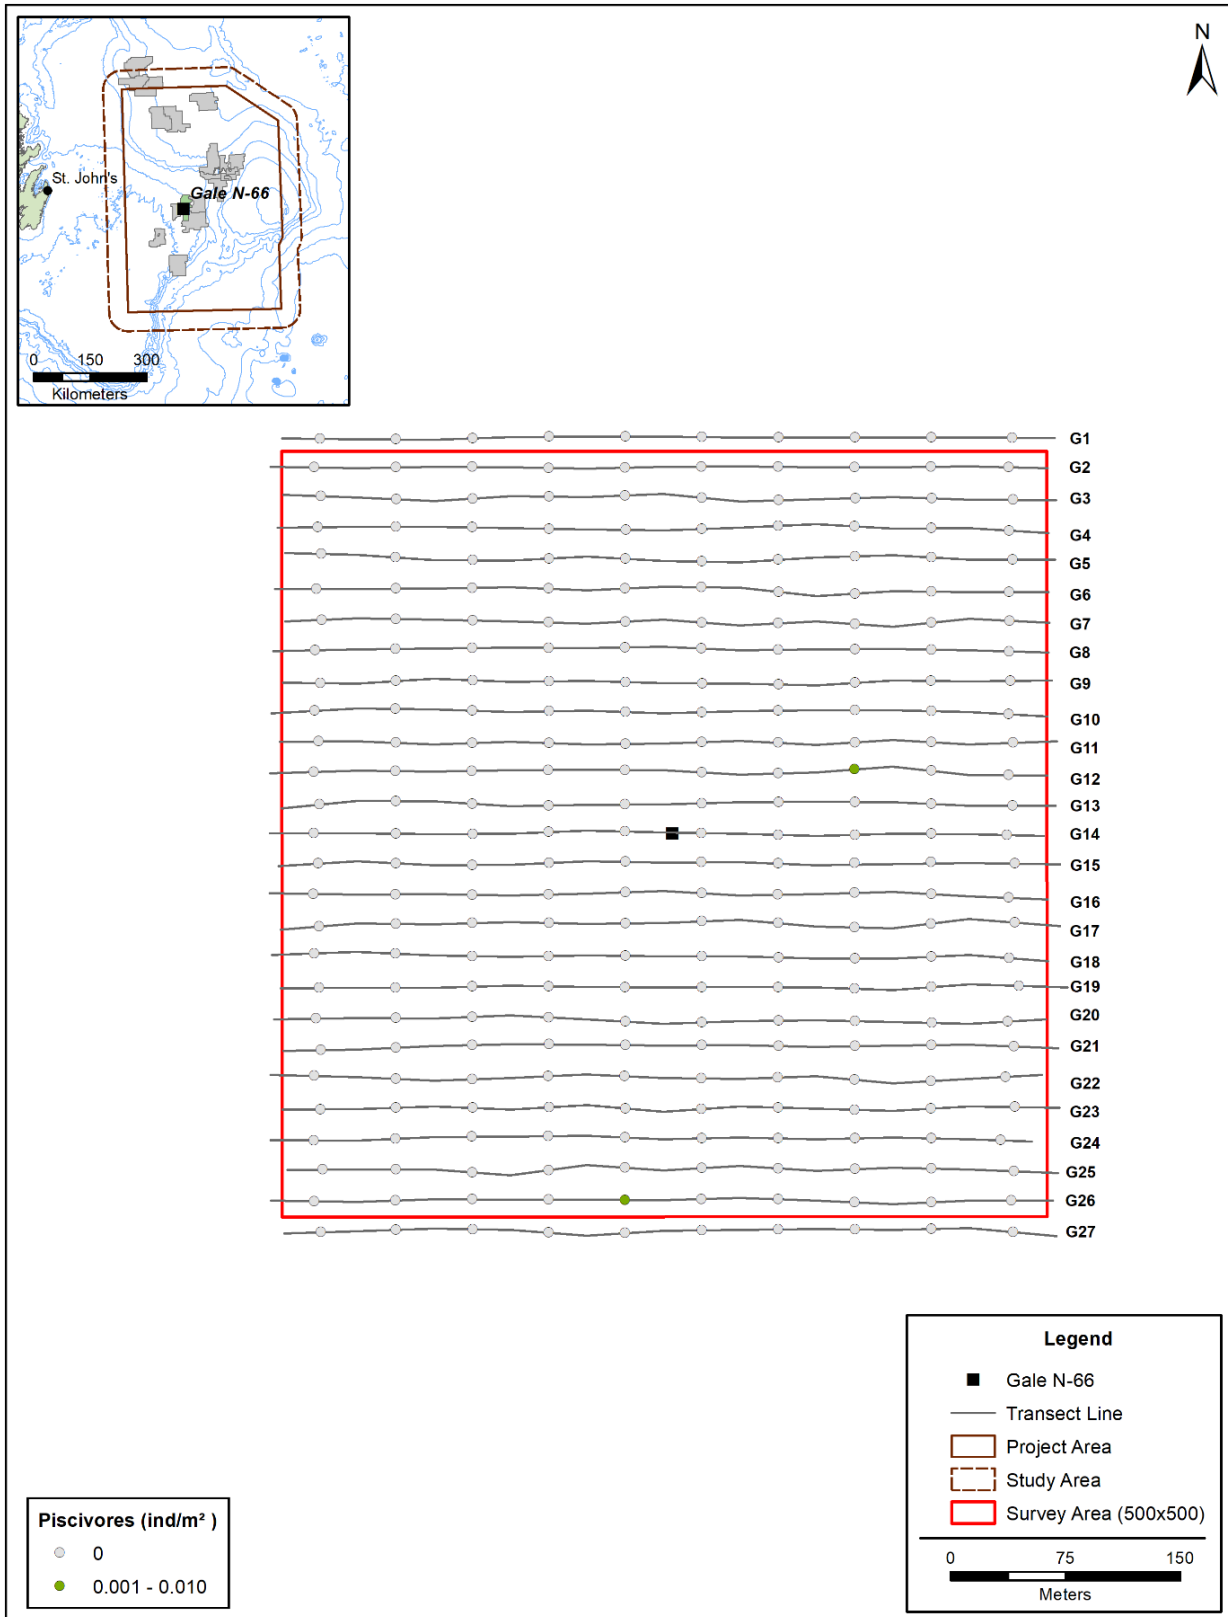 N
St. John's
Gale N-66
0 150 300
Kilometers
G1
G2
G3
G4
G5
G6
G7
G8
G9
G10
G11
G12
G13
G14
G15
G16
G17
G18
G19
G20
G21
G22
G23
G24
G25
G26
G27
Legend
Gale N-66
Transect Line
Project Area
Study Area
Survey Area (500x500)
0 75 150
Meters
Piscivores (ind/m² )
0
0.001 - 0.010